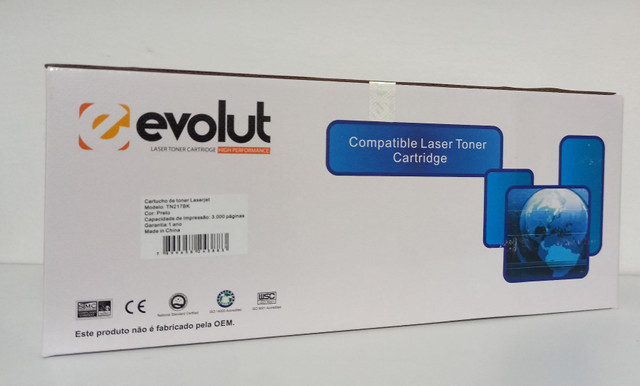 evolut
LASER TONER CARTRIDGE HIGH PERFORMANCE
Compatible Laser Toner
Cartridge
Cartucho de toner Laserjet
Modelo: TN217BK
Cor: Preto
Capacidade de Impressão: 3.000 páginas
Garantia: 1 ano
Made in China
CE
Este produto não é fabricado pela OEM.